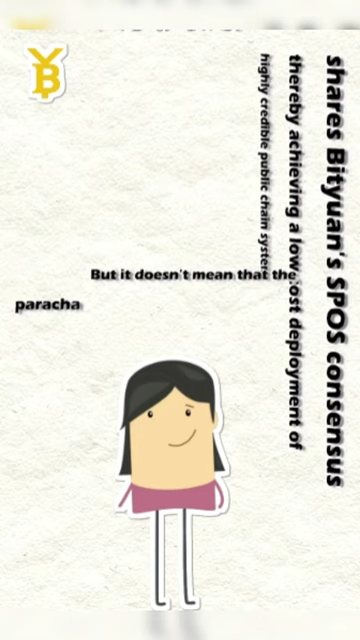 shares Bityuan's SPOS consensus
thereby achieving a low cost deployment of
highly credible public chain system
But it doesn't mean that the
paracha